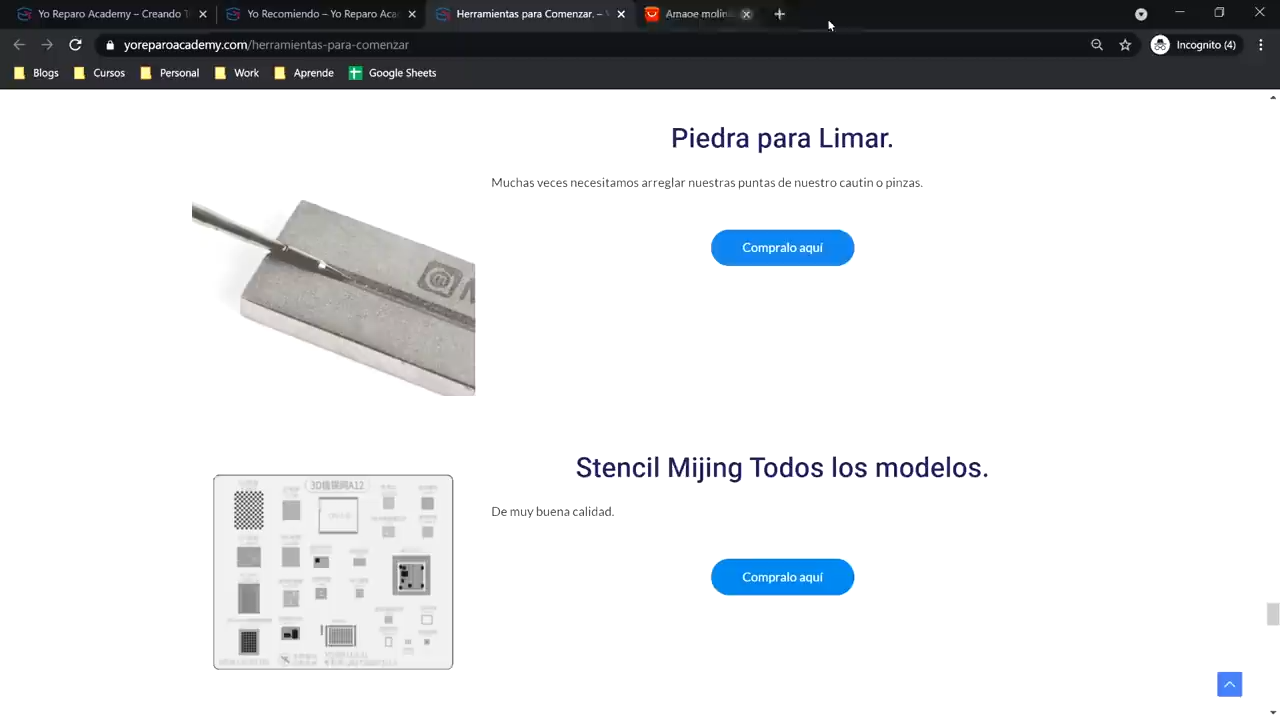 Yo Reparo Academy – Creando T
Yo Recomiendo – Yo Reparo Aca
Herramientas para Comenzar. –
Amaoe molin
yoreparoacademy.com/herramientas-para-comenzar
Incognito (4)
Blogs
Cursos
Personal
Work
Aprende
Google Sheets
Piedra para Limar.
Muchas veces necesitamos arreglar nuestras puntas de nuestro cautin o pinzas.
Compralo aquí
Stencil Mijing Todos los modelos.
De muy buena calidad.
Compralo aquí